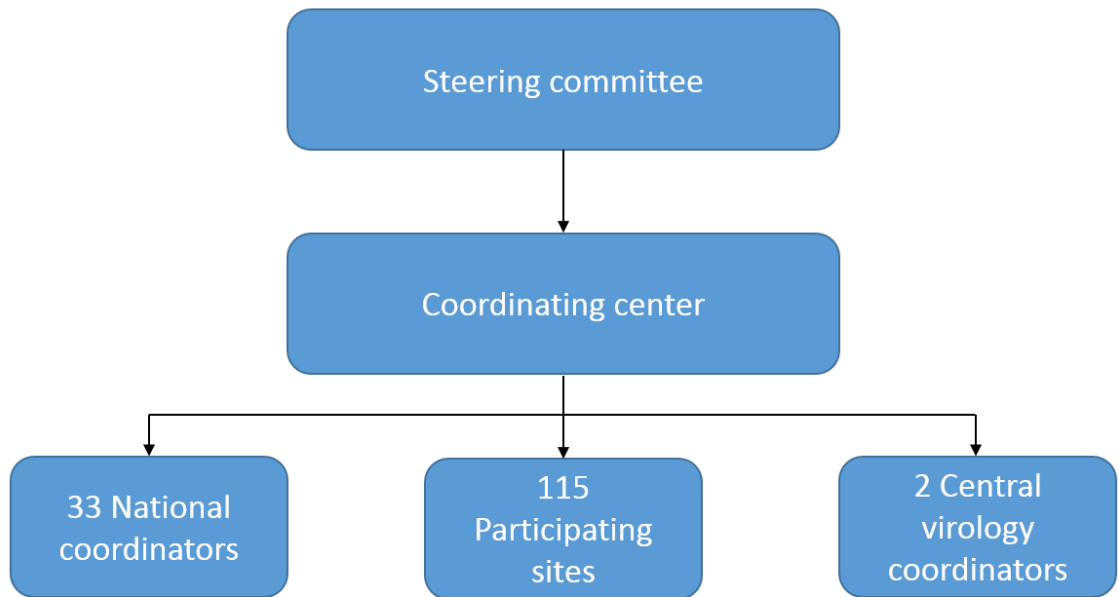 Steering committee
Coordinating center
33 National
coordinators
115
Participating
sites
2 Central
virology
coordinators